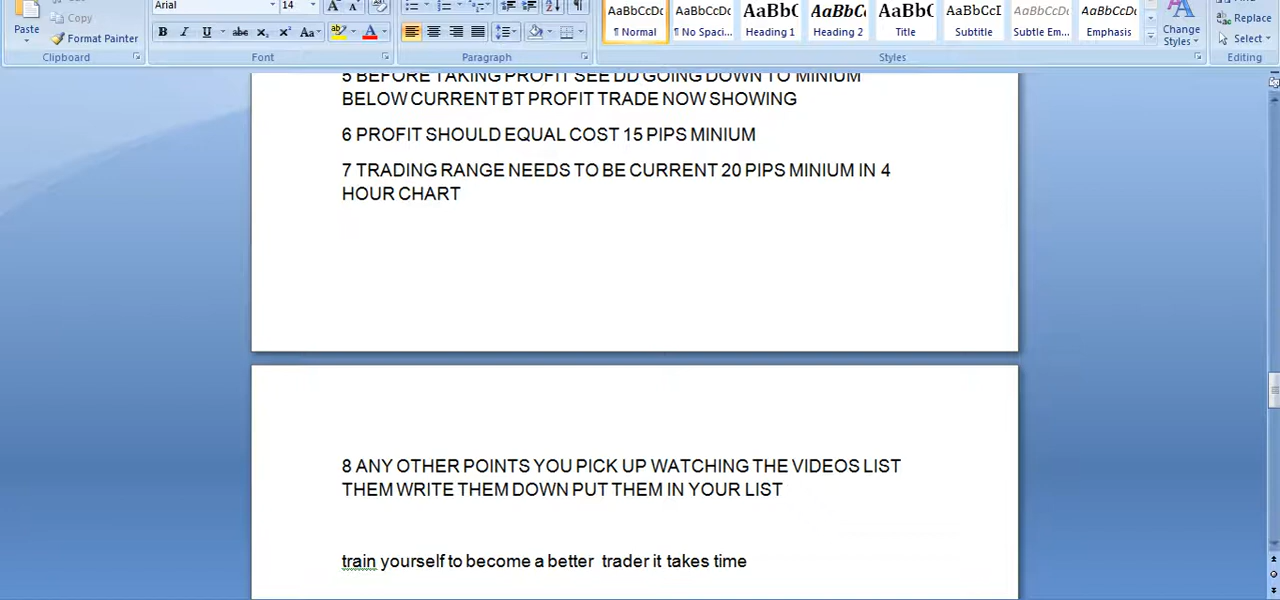 Cut
Arial 14
Replace
Paste
Copy
Format Painter
B I U abc X₂ X² Aa
AaBbCcDc AaBbCcDc AaBbC AaBbCc AaBbC AaBbCcI AaBbCcDc AaBbCcDc
¶ Normal ¶ No Spaci... Heading 1 Heading 2 Title Subtitle Subtle Em... Emphasis
Change Styles
Select
Clipboard Font Paragraph Styles Editing
5 BEFORE TAKING PROFIT SEE DD GOING DOWN TO MINIUM
BELOW CURRENT BT PROFIT TRADE NOW SHOWING
6 PROFIT SHOULD EQUAL COST 15 PIPS MINIUM
7 TRADING RANGE NEEDS TO BE CURRENT 20 PIPS MINIUM IN 4
HOUR CHART
8 ANY OTHER POINTS YOU PICK UP WATCHING THE VIDEOS LIST
THEM WRITE THEM DOWN PUT THEM IN YOUR LIST
train yourself to become a better  trader it takes time